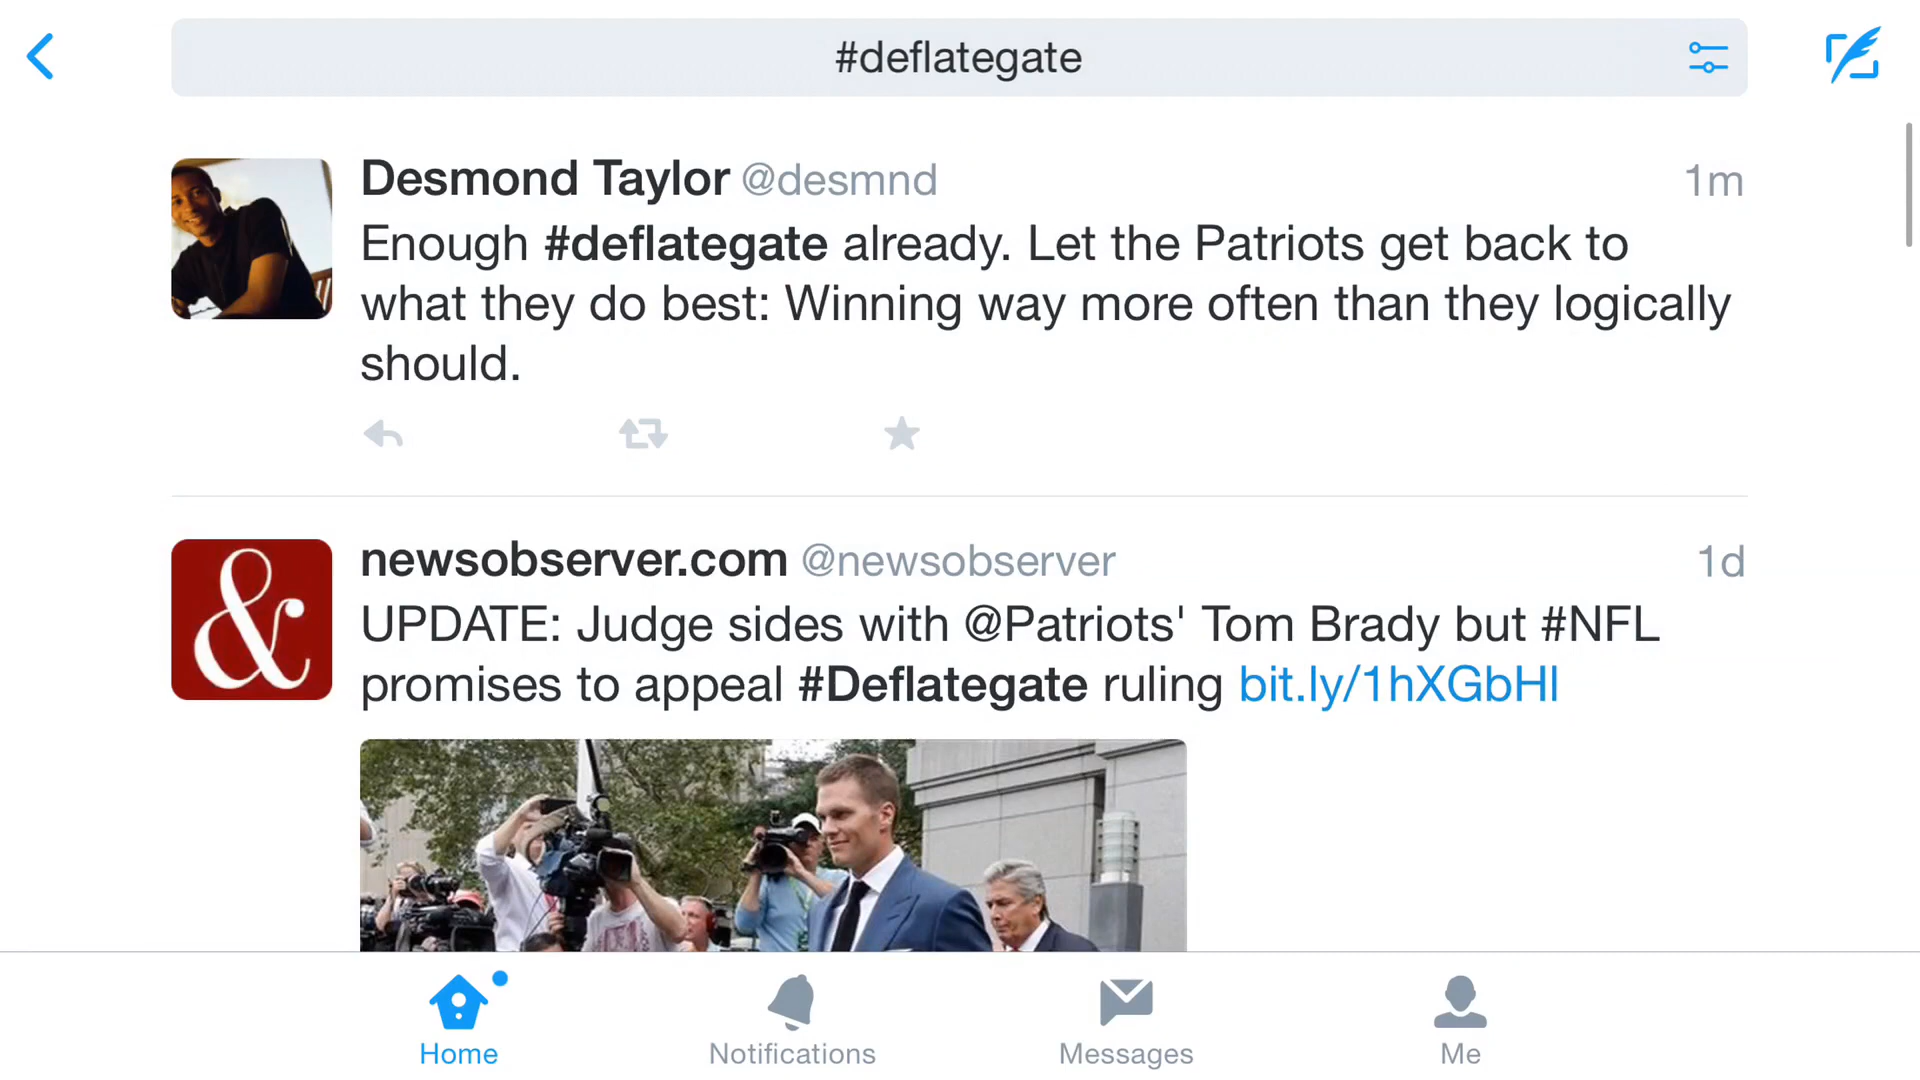 #deflategate
Desmond Taylor @desmnd 1m
Enough #deflategate already. Let the Patriots get back to
what they do best: Winning way more often than they logically
should.
&
newsobserver.com @newsobserver 1d
UPDATE: Judge sides with @Patriots' Tom Brady but #NFL
promises to appeal #Deflategate ruling bit.ly/1hXGbHl
Home Notifications Messages Me